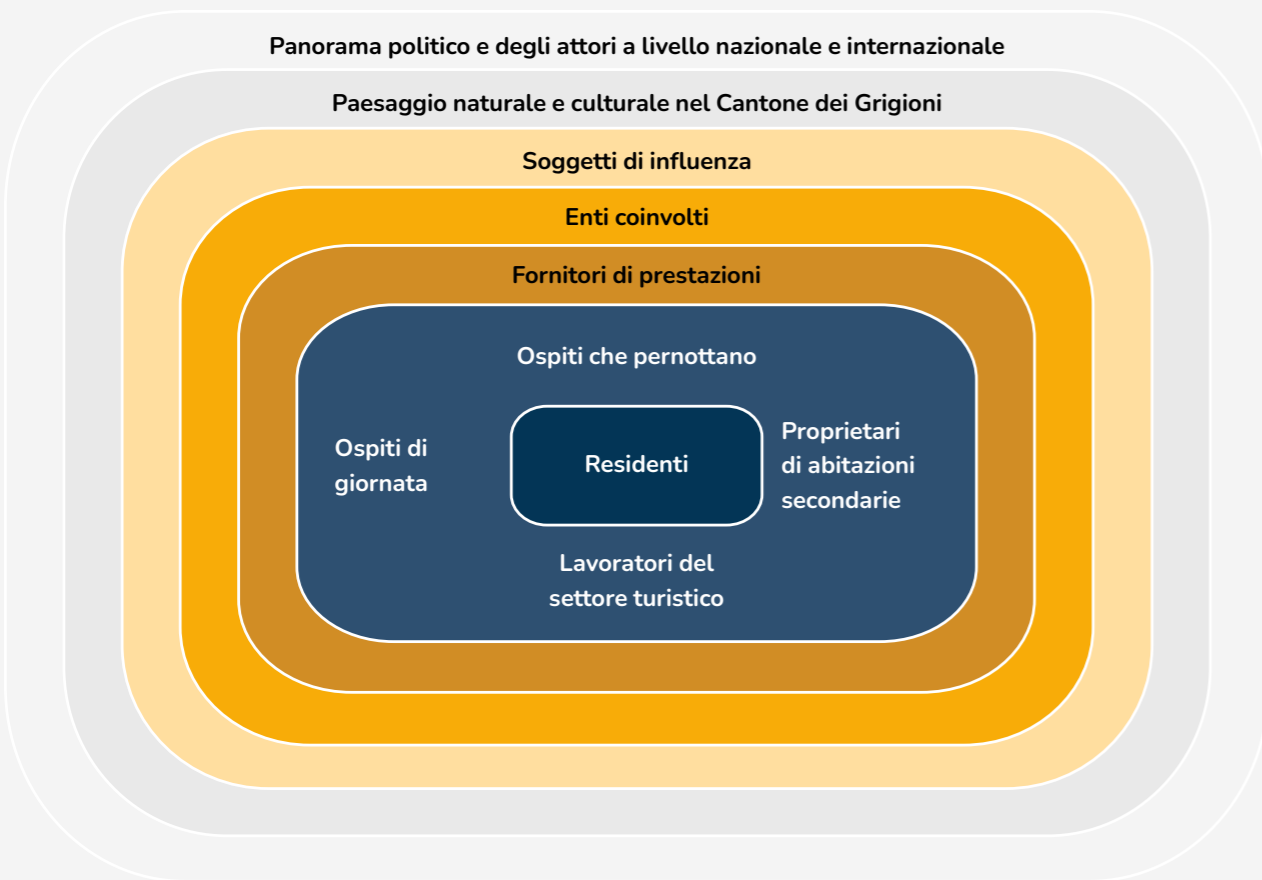 Panorama politico e degli attori a livello nazionale e internazionale
Paesaggio naturale e culturale nel Cantone dei Grigioni
Soggetti di influenza
Enti coinvolti
Fornitori di prestazioni
Ospiti che pernottano
Ospiti di
giornata
Residenti
Proprietari
di abitazioni
secondarie
Lavoratori del
settore turistico